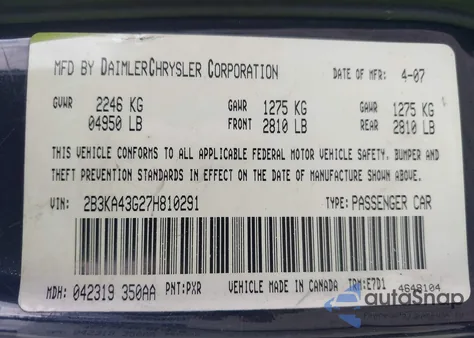 MFD BY DAIMLERCHRYSLER CORPORATION DATE OF MFR: 4-07
GVWR 2246 KG GAWR 1275 KG GAWR 1275 KG
04950 LB FRONT 2810 LB REAR 2810 LB
THIS VEHICLE CONFORMS TO ALL APPLICABLE FEDERAL MOTOR VEHICLE SAFETY, BUMPER AND
THEFT PREVENTION STANDARDS IN EFFECT ON THE DATE OF MANUFACTURE SHOWN ABOVE.
VIN: 2B3KA43G27H810291 TYPE: PASSENGER CAR
MDH: 042319 350AA PNT: PXR VEHICLE MADE IN CANADA TRM: E7D1 4648104
autoSnap